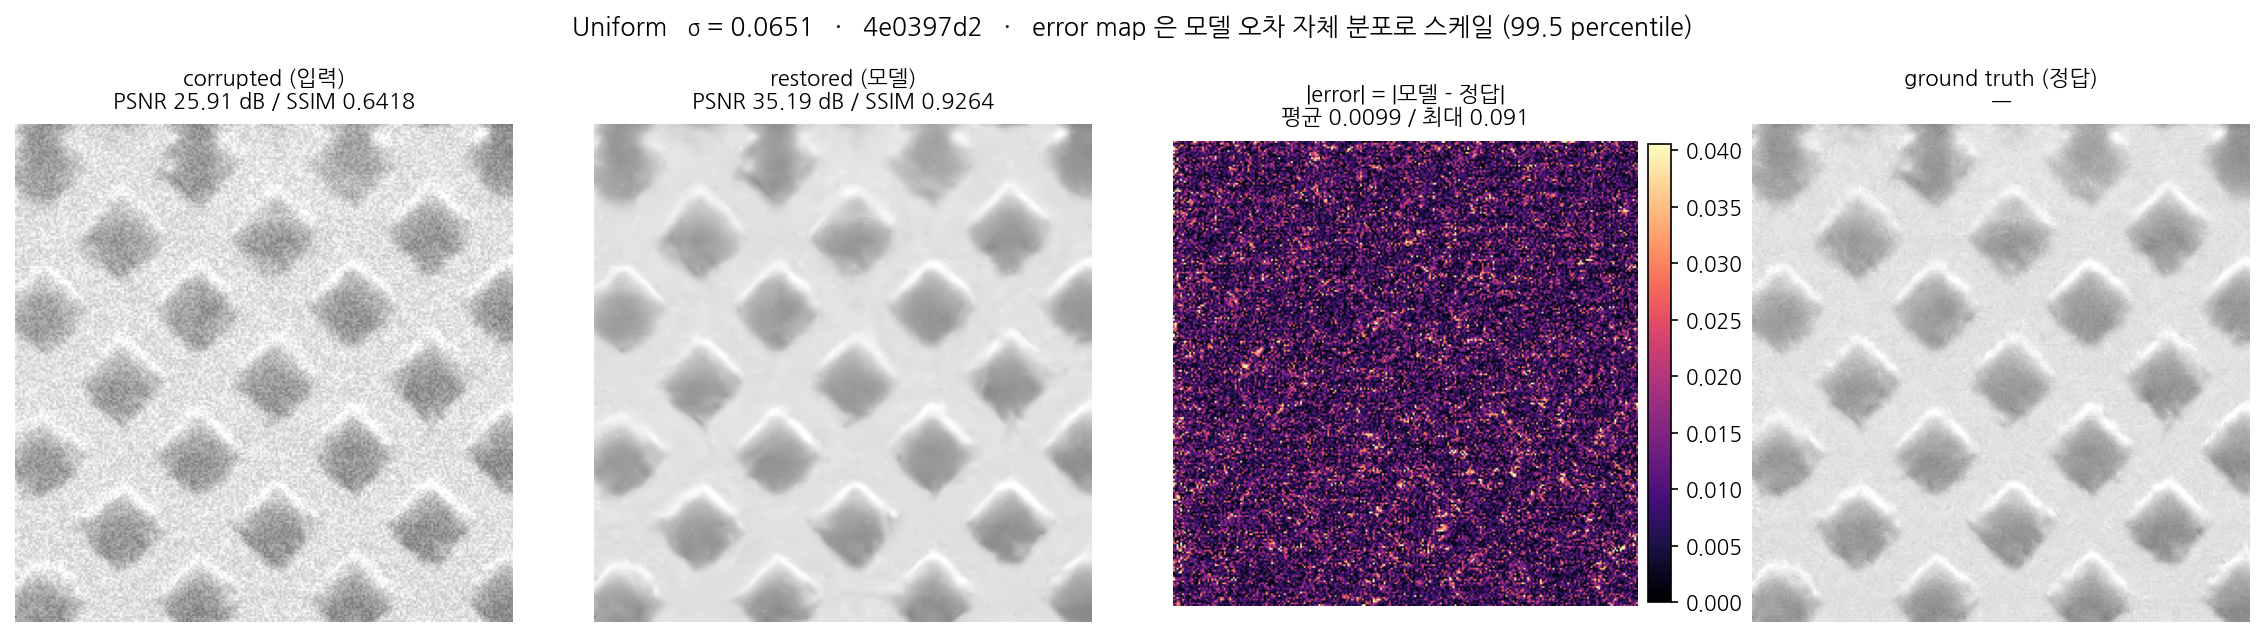 Uniform σ = 0.0651 · 4e0397d2 · error map 은 모델 오차 자체 분포로 스케일 (99.5 percentile)
corrupted (입력)
PSNR 25.91 dB / SSIM 0.6418
restored (모델)
PSNR 35.19 dB / SSIM 0.9264
|error| = |모델 - 정답|
평균 0.0099 / 최대 0.091
ground truth (정답)
—
0.040
0.035
0.030
0.025
0.020
0.015
0.010
0.005
0.000